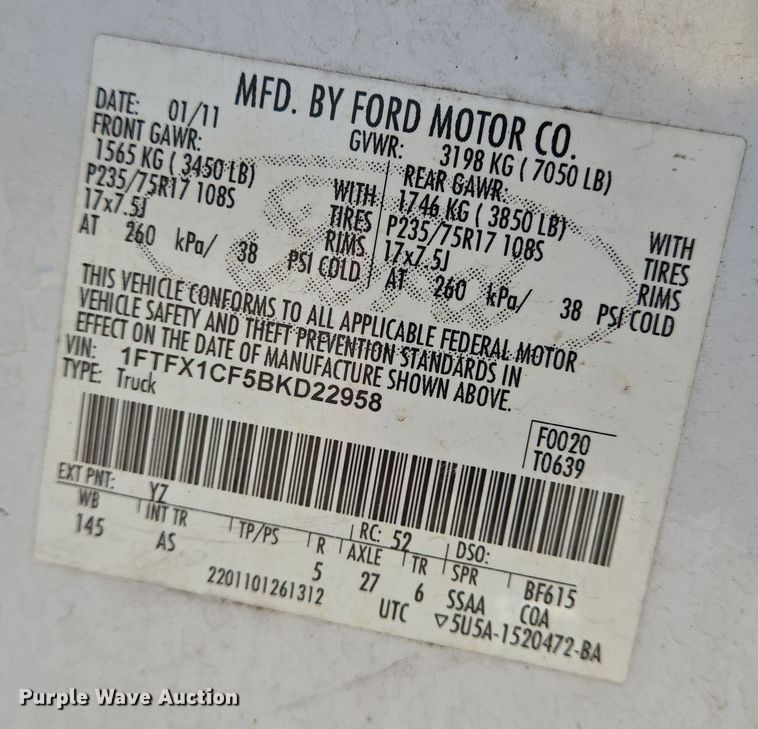 MFD. BY FORD MOTOR CO.
DATE: 01/11 GVWR: 3198 KG ( 7050 LB)
FRONT GAWR: REAR GAWR:
1565 KG ( 3450 LB) WITH 1746 KG ( 3850 LB) WITH
P235/75R17 108S TIRES P235/75R17 108S TIRES
17x7.5J RIMS 17x7.5J RIMS
AT 260 kPa/ 38 PSI COLD AT 260 kPa/ 38 PSI COLD
THIS VEHICLE CONFORMS TO ALL APPLICABLE FEDERAL MOTOR
VEHICLE SAFETY AND THEFT PREVENTION STANDARDS IN
EFFECT ON THE DATE OF MANUFACTURE SHOWN ABOVE.
VIN: 1FTFX1CF5BKD22958
TYPE: Truck
F0020
T0639
EXT PNT: YZ RC: 52 DSO:
WB INT TR TP/PS R AXLE TR SPR BF615
145 AS 5 27 6 SSAA COA
2201101261312 UTC ▽5U5A-1520472-BA
Ford
Purple Wave Auction